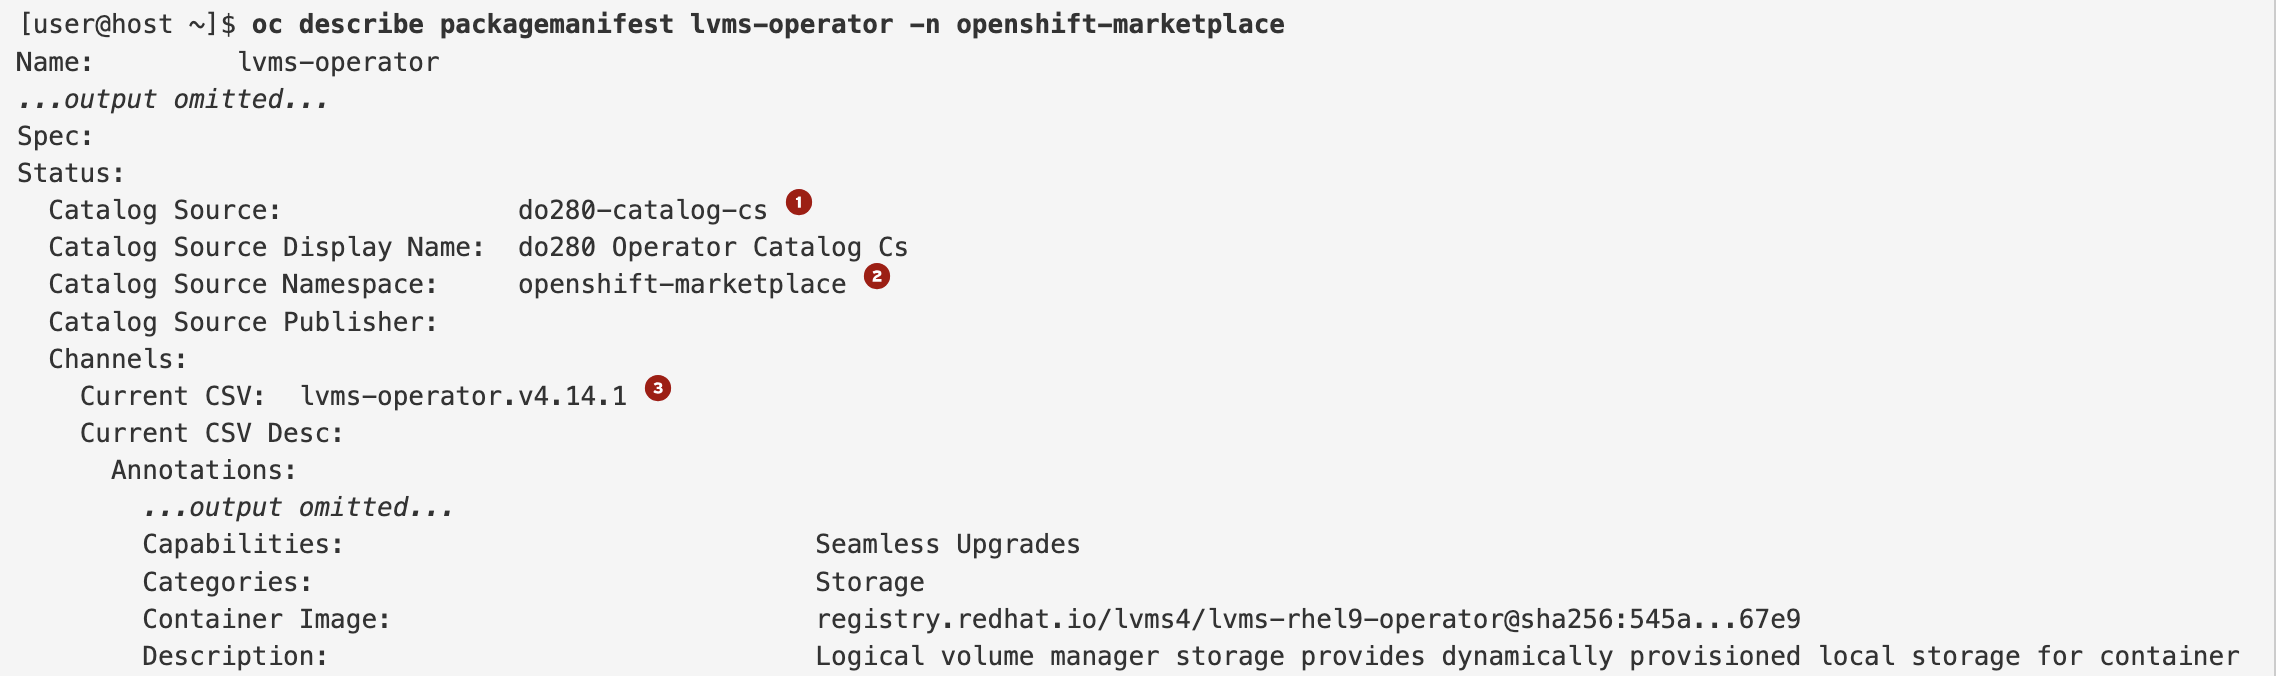 [user@host ~]$ oc describe packagemanifest lvms-operator -n openshift-marketplace
Name:         lvms-operator
...output omitted...
Spec:
Status:
  Catalog Source:               do280-catalog-cs 1
  Catalog Source Display Name:  do280 Operator Catalog Cs
  Catalog Source Namespace:     openshift-marketplace 2
  Catalog Source Publisher:
  Channels:
    Current CSV:  lvms-operator.v4.14.1 3
    Current CSV Desc:
      Annotations:
        ...output omitted...
        Capabilities:                              Seamless Upgrades
        Categories:                                Storage
        Container Image:                           registry.redhat.io/lvms4/lvms-rhel9-operator@sha256:545a...67e9
        Description:                               Logical volume manager storage provides dynamically provisioned local storage for container